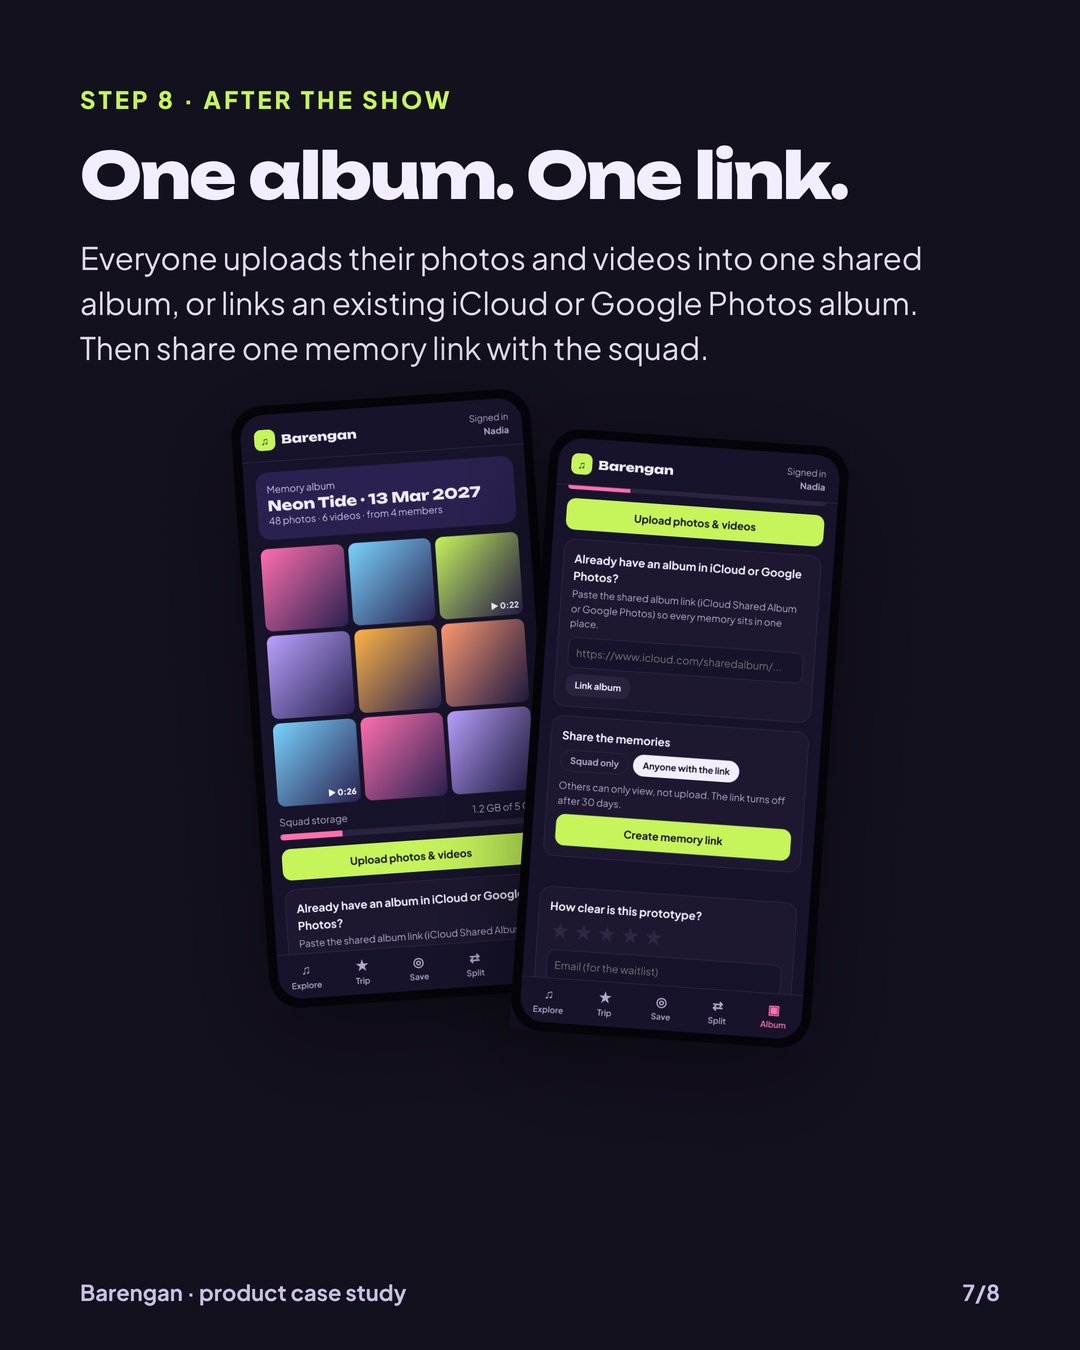 STEP 8 · AFTER THE SHOW
One album. One link.
Everyone uploads their photos and videos into one shared
album, or links an existing iCloud or Google Photos album.
Then share one memory link with the squad.
♫ Barengan
Signed in
Nadia
Memory album
Neon Tide · 13 Mar 2027
48 photos · 6 videos · from 4 members
▶ 0:22
▶ 0:26
Squad storage
1.2 GB of 5
Upload photos & videos
Already have an album in iCloud or Google
Photos?
Paste the shared album link (iCloud Shared Album
Explore
Trip
Save
Split
♫ Barengan
Signed in
Nadia
Upload photos & videos
Already have an album in iCloud or Google
Photos?
Paste the shared album link (iCloud Shared Album
or Google Photos) so every memory sits in one
place.
https://www.icloud.com/sharedalbum/...
Link album
Share the memories
Squad only
Anyone with the link
Others can only view, not upload. The link turns off
after 30 days.
Create memory link
How clear is this prototype?
★ ★ ★ ★ ★
Email (for the waitlist)
Explore
Trip
Save
Split
Album
Barengan · product case study
7/8